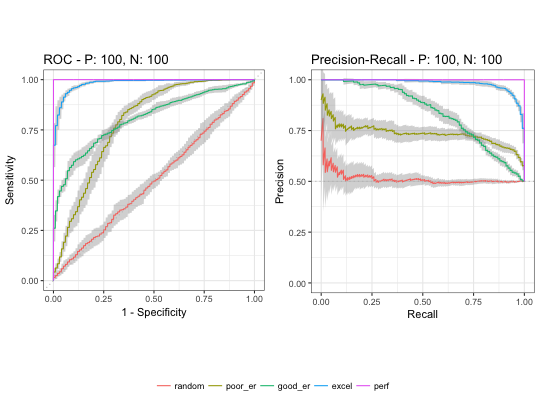 ROC - P: 100, N: 100
1.00
0.75
0.50
0.25
0.00
Sensitivity
0.00 0.25 0.50 0.75 1.00
1 - Specificity
Precision-Recall - P: 100, N: 100
1.00
0.75
0.50
0.25
0.00
Precision
0.00 0.25 0.50 0.75 1.00
Recall
random poor_er good_er excel perf